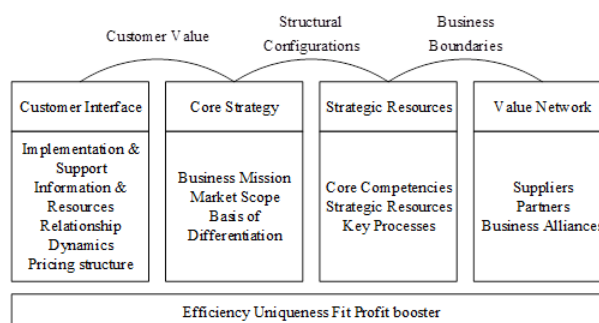 Customer Value
Structural
Configurations
Business
Boundaries
Customer Interface
Core Strategy
Strategic Resources
Value Network
Implementation &
Support
Information &
Resources
Relationship
Dynamics
Pricing structure
Business Mission
Market Scope
Basis of
Differentiation
Core Competencies
Strategic Resources
Key Processes
Suppliers
Partners
Business Alliances
Efficiency Uniqueness Fit Profit booster